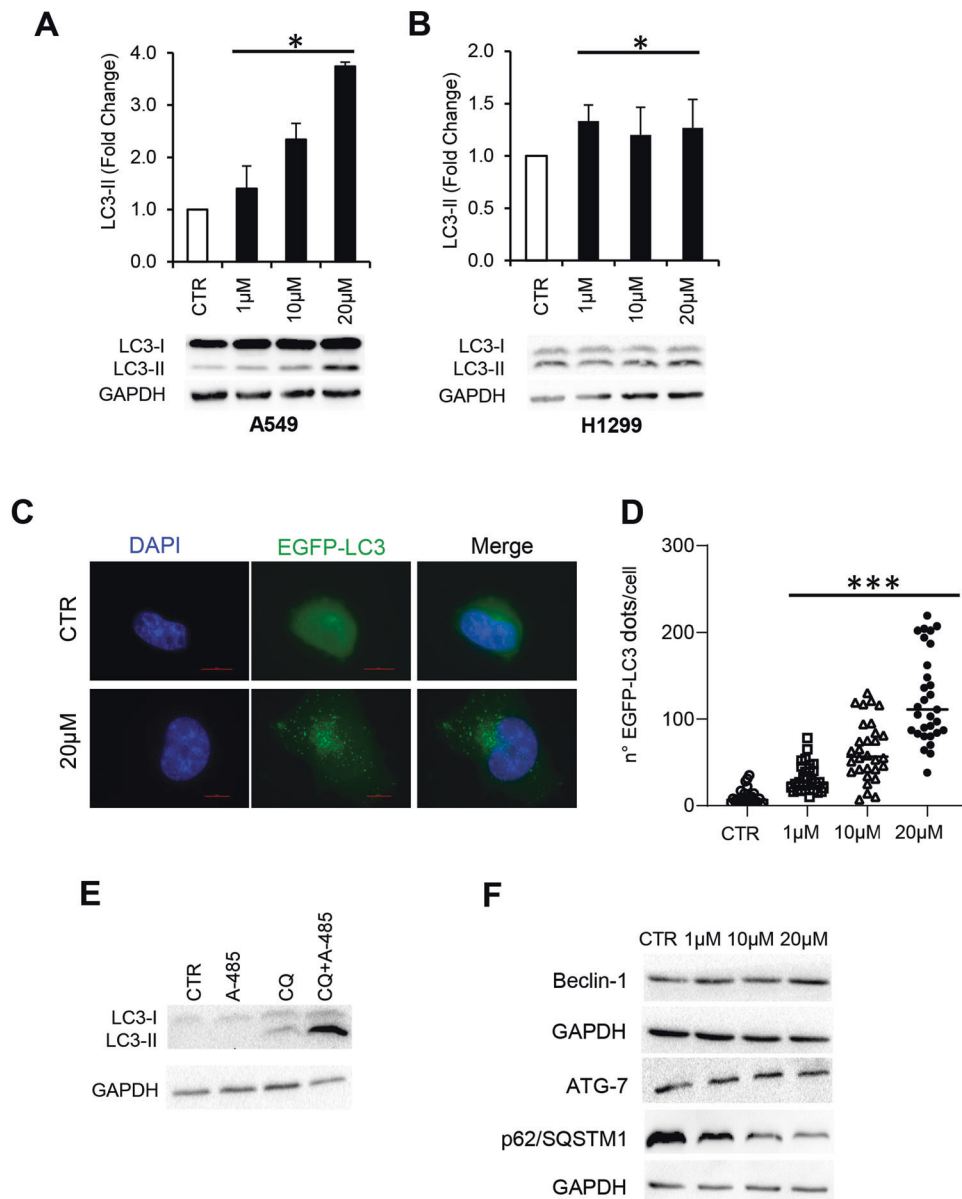 A
*
4.0
3.0
2.0
1.0
0.0
LC3-II (Fold Change)
CTR
1µM
10µM
20µM
LC3-I
LC3-II
GAPDH
A549
B
*
2.0
1.5
1.0
0.5
0.0
LC3-II (Fold Change)
CTR
1µM
10µM
20µM
LC3-I
LC3-II
GAPDH
H1299
C
DAPI
EGFP-LC3
Merge
CTR
20µM
D
300
200
100
0
n° EGFP-LC3 dots/cell
***
CTR
1µM
10µM
20µM
E
CTR
A-485
CQ
CQ+A-485
LC3-I
LC3-II
GAPDH
F
CTR 1µM 10µM 20µM
Beclin-1
GAPDH
ATG-7
p62/SQSTM1
GAPDH